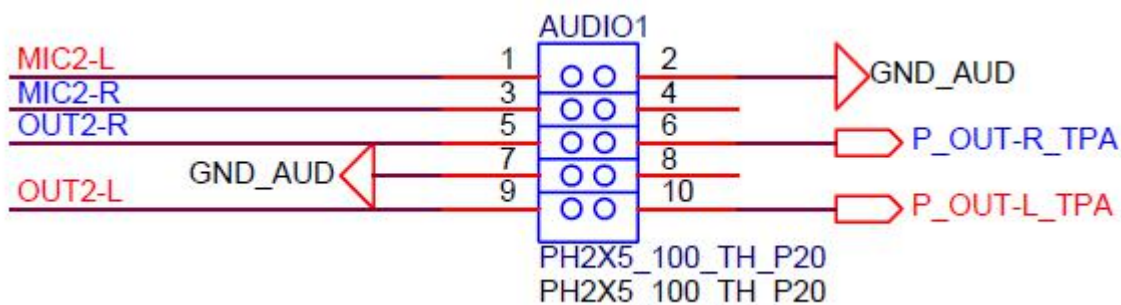 AUDIO1
MIC2-L 1 2 GND_AUD
MIC2-R 3 4
OUT2-R 5 6 P_OUT-R_TPA
GND_AUD 7 8
OUT2-L 9 10 P_OUT-L_TPA
PH2X5_100_TH_P20
PH2X5_100_TH_P20